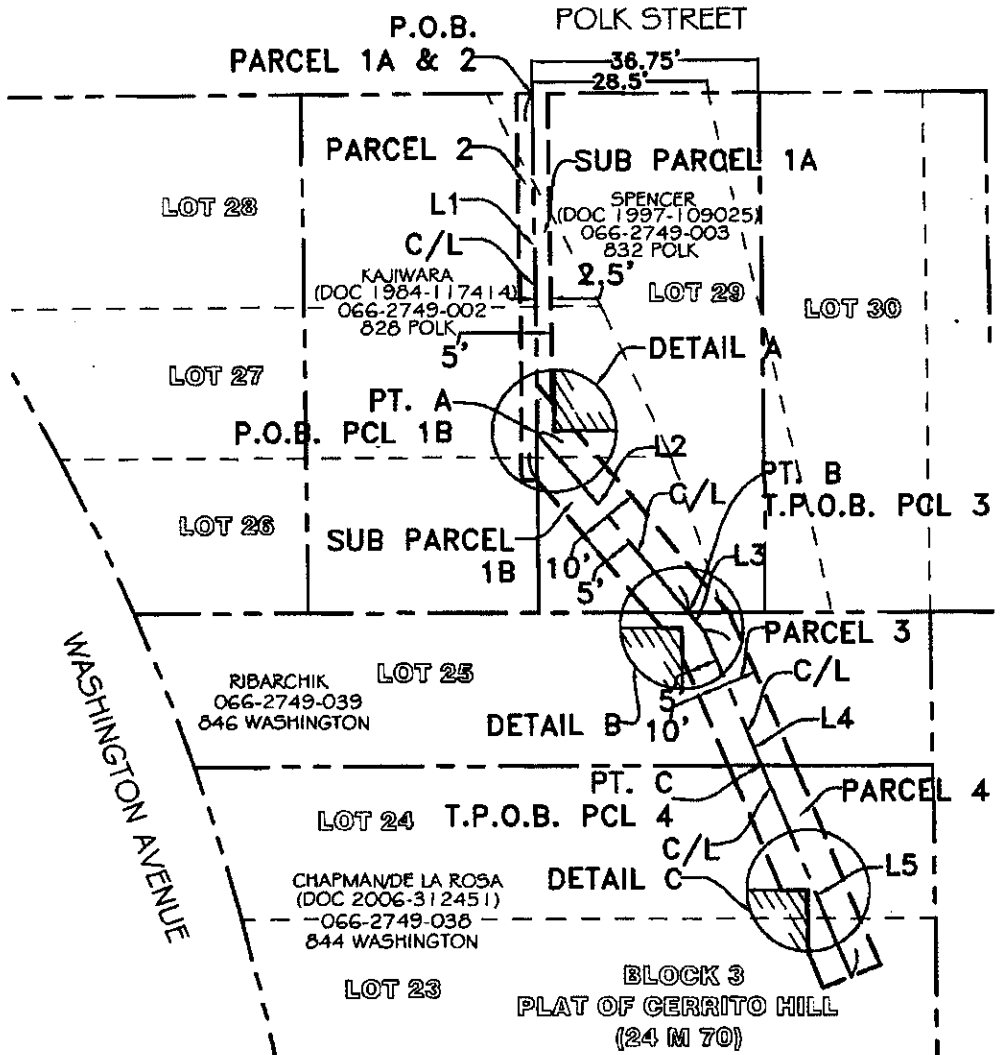 POLK STREET
P.O.B.
PARCEL 1A & 2
36.75'
28.5'
PARCEL 2
SUB PARCEL 1A
LOT 28
L1
SPENCER
(DOC 1997-109025)
066-2749-003
832 POLK
C/L
KAJIWARA
(DOC 1984-117414)
066-2749-002
828 POLK
2.5'
LOT 29
LOT 30
5'
DETAIL A
LOT 27
PT. A
P.O.B. PCL 1B
L2
C/L
PT. B
T.P.O.B. PCL 3
LOT 26
SUB PARCEL
1B
10'
5'
L3
WASHINGTON AVENUE
PARCEL 3
RIBARCHIK
066-2749-039
846 WASHINGTON
LOT 25
C/L
5'
10'
DETAIL B
L4
PT. C
T.P.O.B. PCL 4
PARCEL 4
LOT 24
C/L
DETAIL C
L5
CHAPMAN/DE LA ROSA
(DOC 2006-312451)
066-2749-038
844 WASHINGTON
LOT 23
BLOCK 3
PLAT OF CERRITO HILL
(24 M 70)